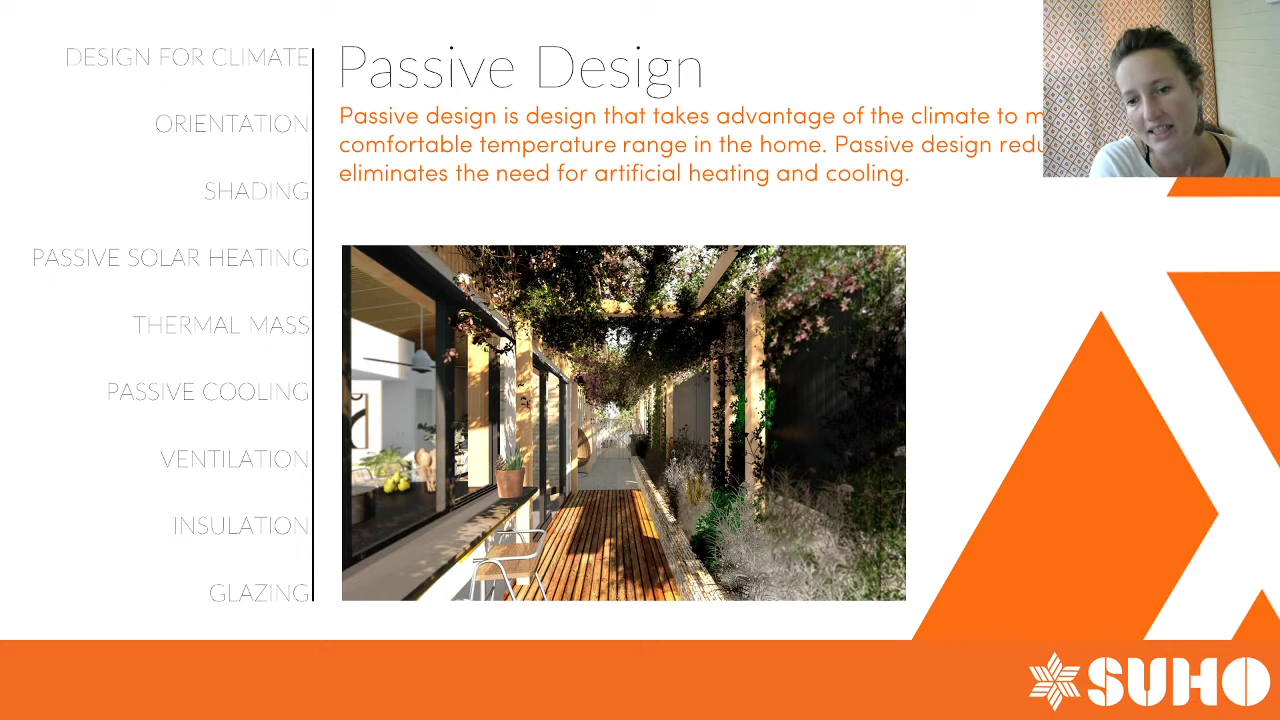 DESIGN FOR CLIMATE
ORIENTATION
SHADING
PASSIVE SOLAR HEATING
THERMAL MASS
PASSIVE COOLING
VENTILATION
INSULATION
GLAZING
Passive Design
Passive design is design that takes advantage of the climate to
comfortable temperature range in the home. Passive design
eliminates the need for artificial heating and cooling.
SUHO